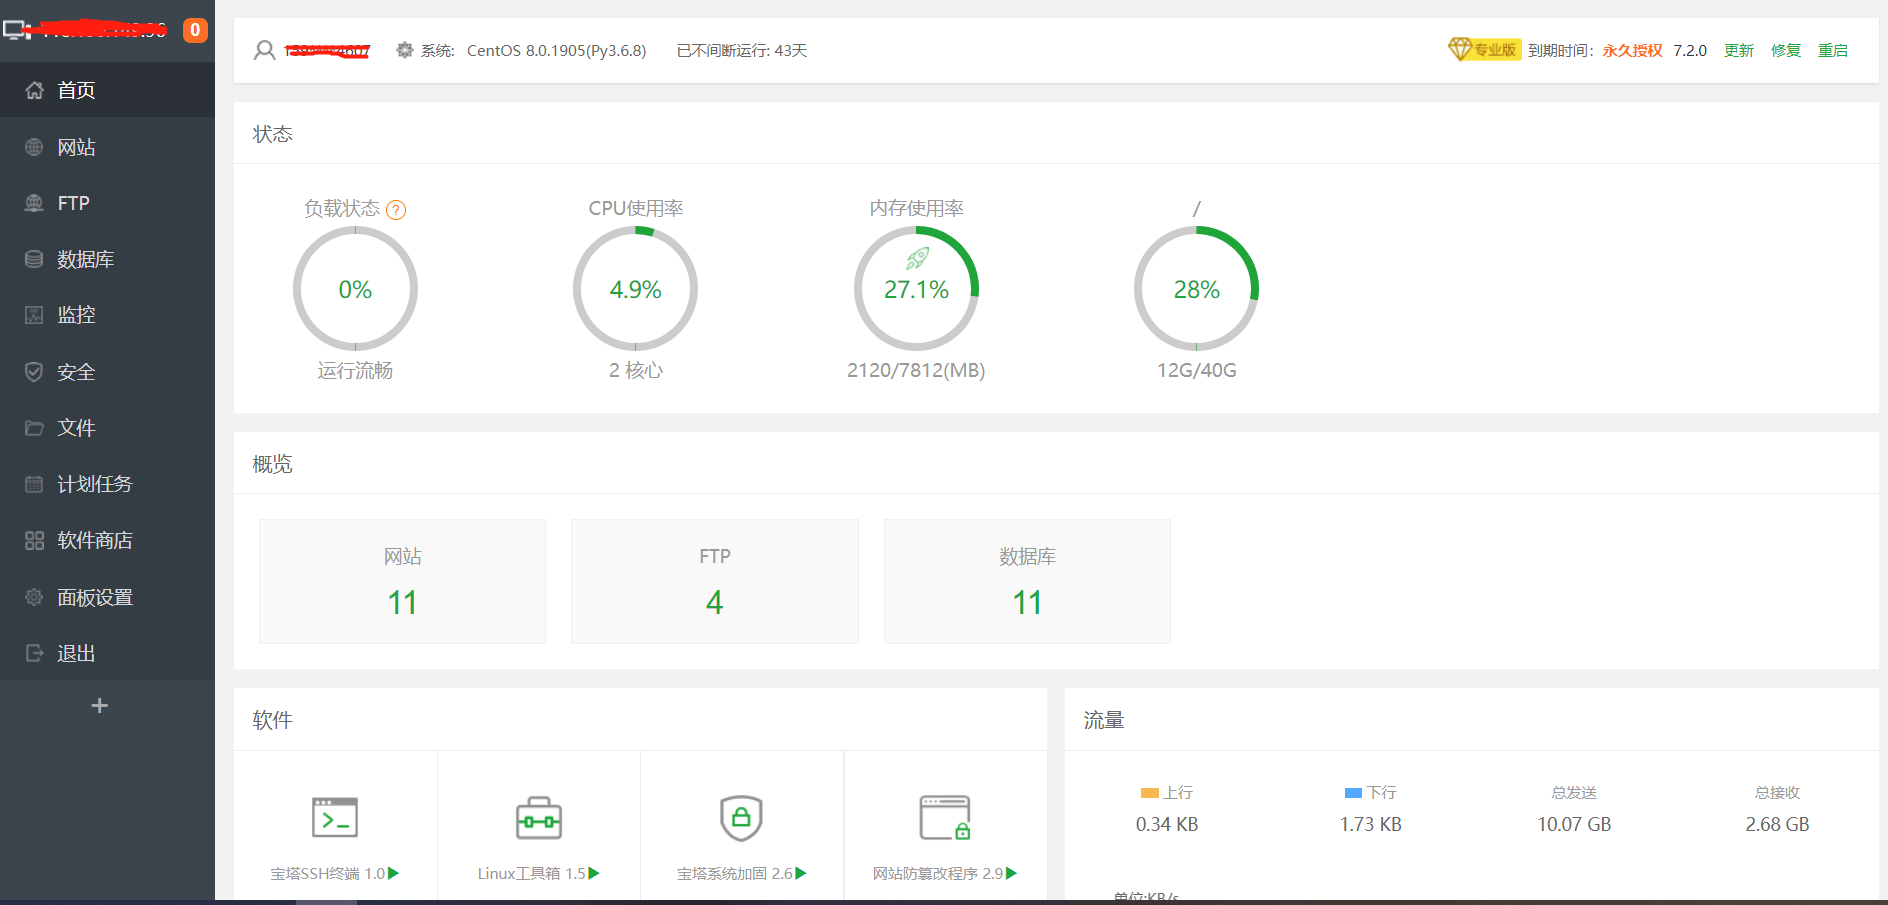 0
首页
网站
FTP
数据库
监控
安全
文件
计划任务
软件商店
面板设置
退出
+
系统: CentOS 8.0.1905(Py3.6.8) 已不间断运行: 43天
专业版 到期时间: 永久授权 7.2.0 更新 修复 重启
状态
负载状态 ? CPU使用率 内存使用率 /
0% 4.9% 27.1% 28%
运行流畅 2 核心 2120/7812(MB) 12G/40G
概览
网站 FTP 数据库
11 4 11
软件
宝塔SSH终端 1.0 Linux工具箱 1.5 宝塔系统加固 2.6 网站防篡改程序 2.9
流量
上行 下行 总发送 总接收
0.34 KB 1.73 KB 10.07 GB 2.68 GB
单位:KB/s